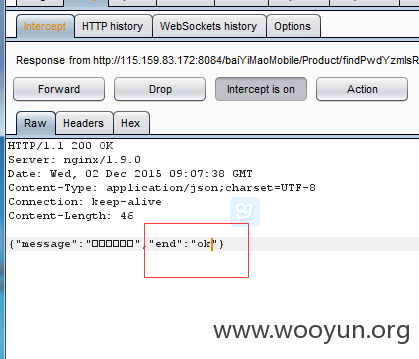 Intercept HTTP history WebSockets history Options
Response from http://115.159.83.172:8084/baiYiMaoMobile/Product/findPwdYzmIsR
Forward Drop Intercept is on Action
Raw Headers Hex
HTTP/1.1 200 OK
Server: nginx/1.9.0
Date: Wed, 02 Dec 2015 09:07:38 GMT
Content-Type: application/json;charset=UTF-8
Connection: keep-alive
Content-Length: 46
{"message":"□□□□□□","end":"ok"}
www.wooyun.org